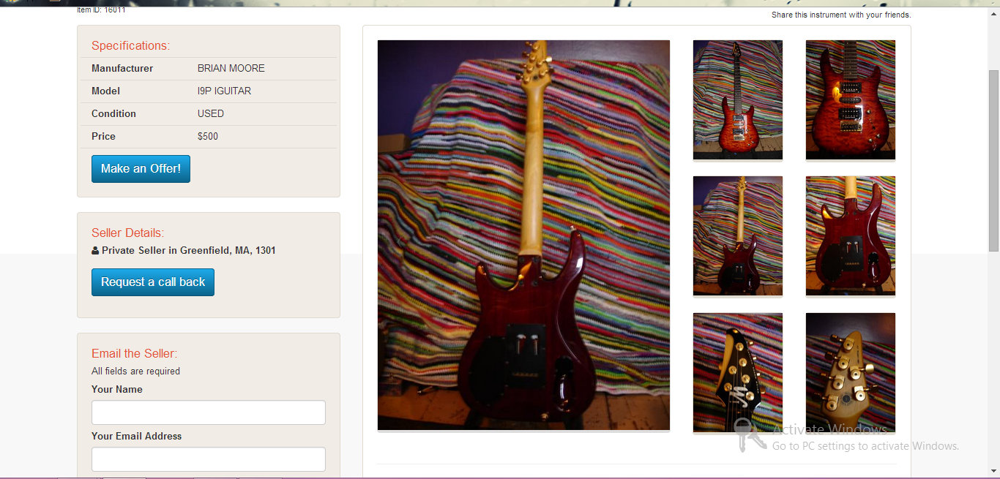 Item ID: 16011
Share this instrument with your friends.
Specifications:
Manufacturer BRIAN MOORE
Model I9P IGUITAR
Condition USED
Price $500
Make an Offer!
Seller Details:
Private Seller in Greenfield, MA, 1301
Request a call back
Email the Seller:
All fields are required
Your Name
Your Email Address
Activate Windows
Go to PC settings to activate Windows.